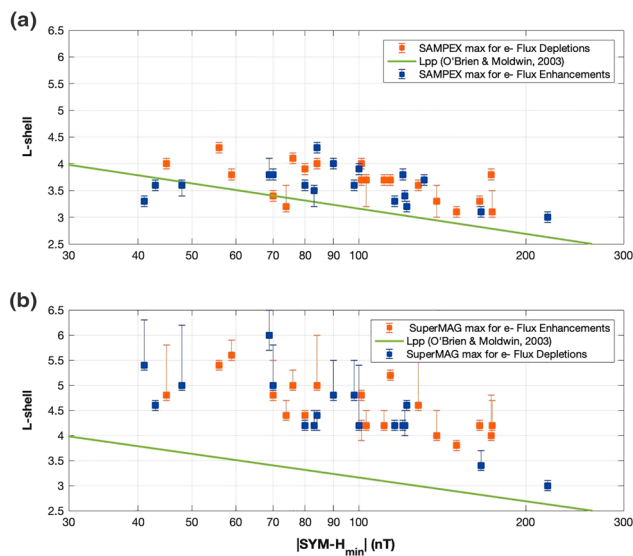 (a)
6.5
6
5.5
5
4.5
4
3.5
3
2.5
L-shell
SAMPEX max for e- Flux Depletions
Lpp (O'Brien & Moldwin, 2003)
SAMPEX max for e- Flux Enhancements
30 40 50 60 70 80 90 100 200 300
(b)
6.5
6
5.5
5
4.5
4
3.5
3
2.5
L-shell
SuperMAG max for e- Flux Enhancements
Lpp (O'Brien & Moldwin, 2003)
SuperMAG max for e- Flux Depletions
30 40 50 60 70 80 90 100 200 300
|SYM-Hmin| (nT)